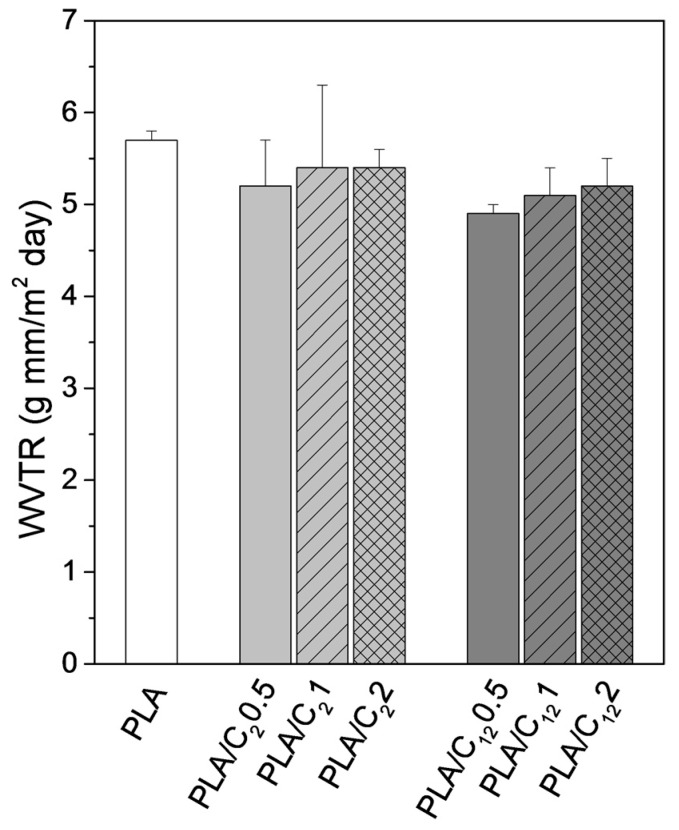 7
6
5
4
3
2
1
0
WVTR (g mm/m² day)
PLA
PLA/C₂0.5
PLA/C₂1
PLA/C₂2
PLA/C₁₂0.5
PLA/C₁₂1
PLA/C₁₂2